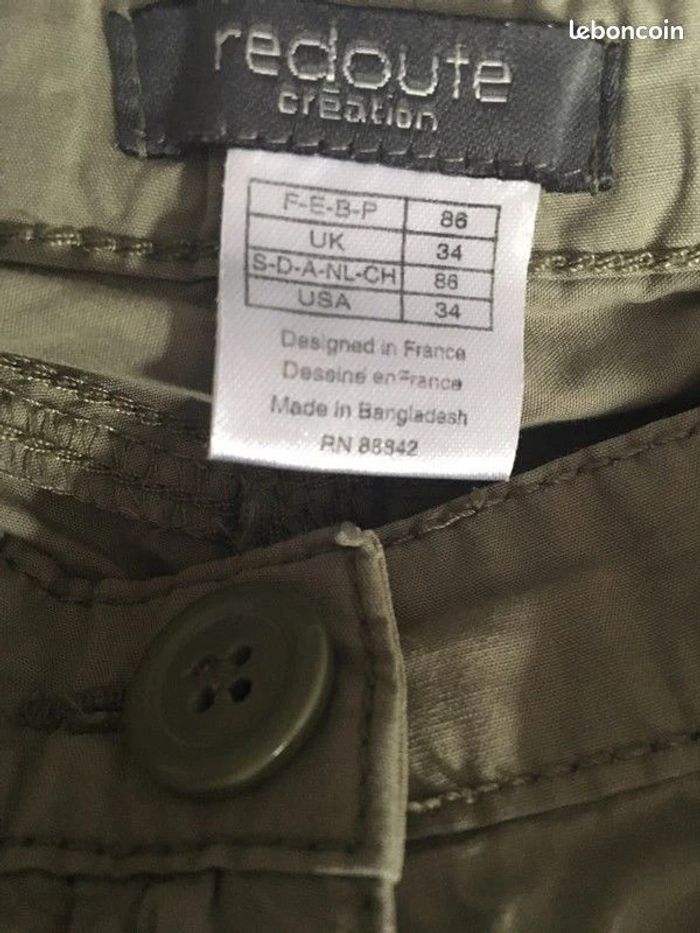 leboncoin
redoute
création
F-E-B-P 86
UK 34
S-D-A-NL-CH 86
USA 34
Designed in France
Dessiné en France
Made in Bangladesh
RN 88842